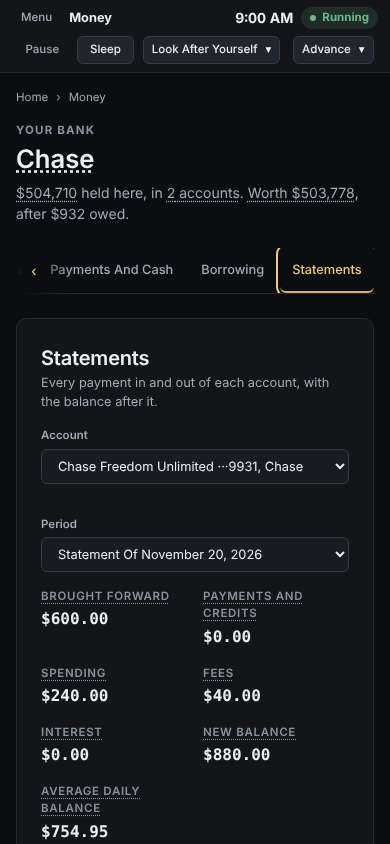 Menu Money 9:00 AM Running
Pause Sleep Look After Yourself ▾ Advance ▾
Home › Money
YOUR BANK
Chase
$504,710 held here, in 2 accounts. Worth $503,778,
after $932 owed.
‹ Payments And Cash Borrowing Statements
Statements
Every payment in and out of each account, with
the balance after it.
Account
Chase Freedom Unlimited ···9931, Chase
Period
Statement Of November 20, 2026
BROUGHT FORWARD
$600.00
PAYMENTS AND
CREDITS
$0.00
SPENDING
$240.00
FEES
$40.00
INTEREST
$0.00
NEW BALANCE
$880.00
AVERAGE DAILY
BALANCE
$754.95